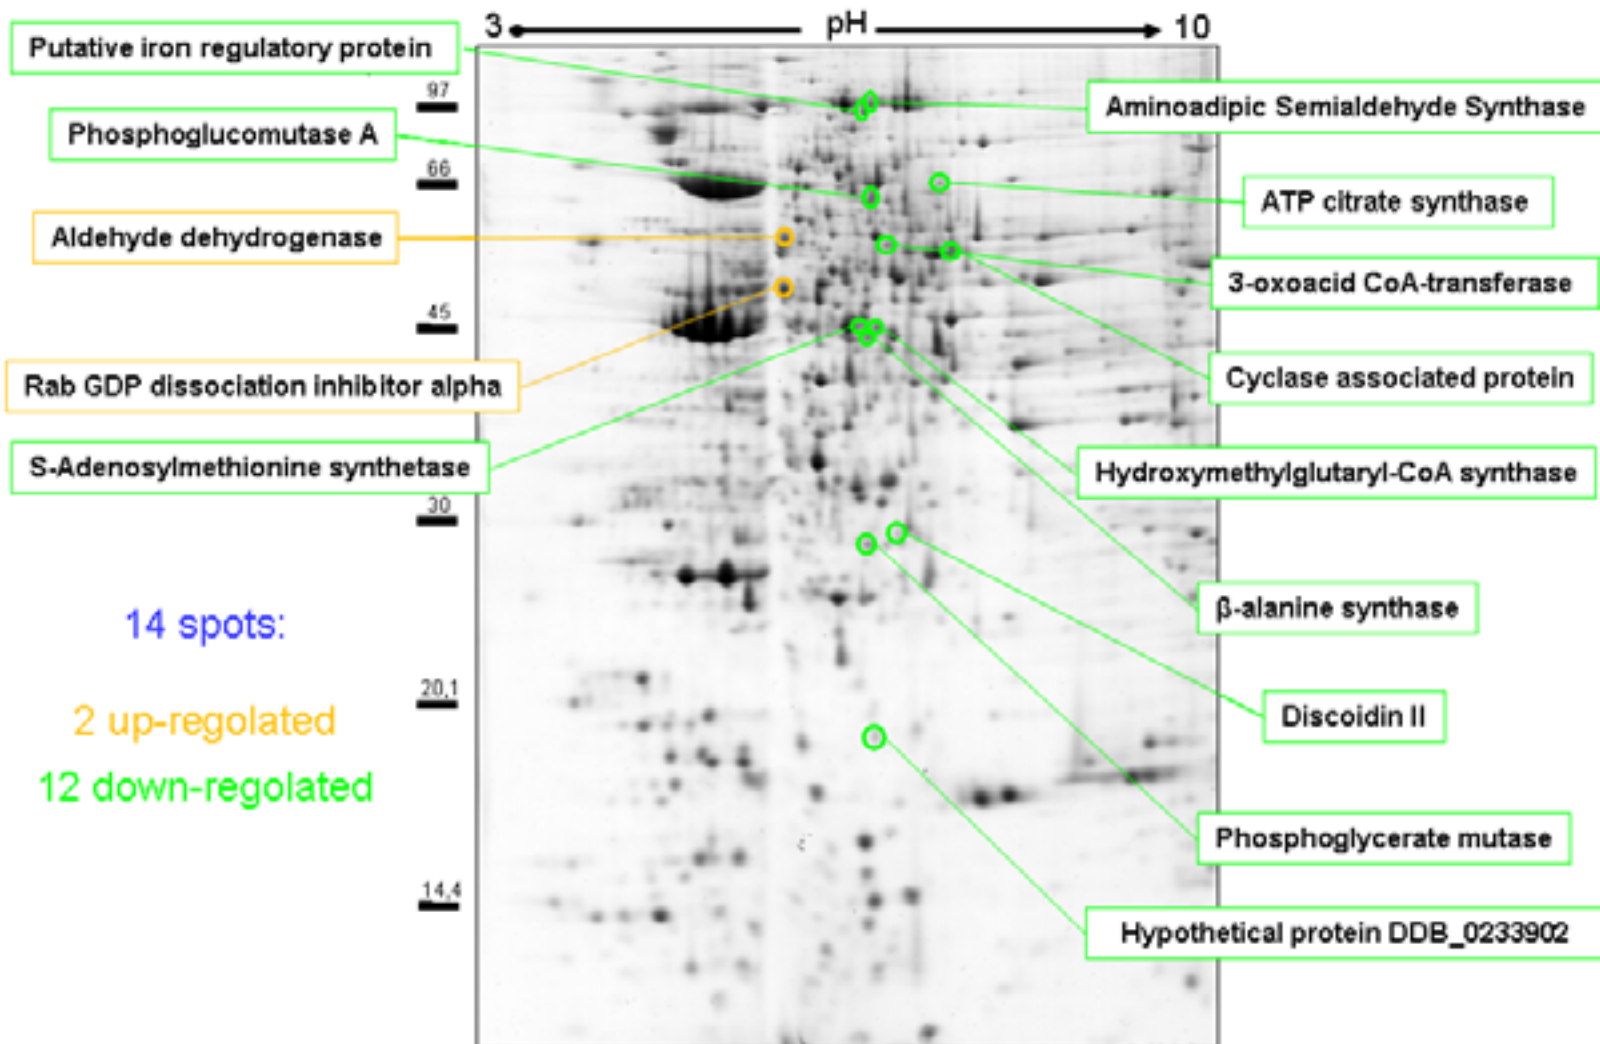 3 pH 10
Putative iron regulatory protein
97
Aminoadipic Semialdehyde Synthase
Phosphoglucomutase A
66
ATP citrate synthase
Aldehyde dehydrogenase
3-oxoacid CoA-transferase
45
Rab GDP dissociation inhibitor alpha
Cyclase associated protein
S-Adenosylmethionine synthetase
Hydroxymethylglutaryl-CoA synthase
30
β-alanine synthase
14 spots:
20,1
2 up-regolated
Discoidin II
12 down-regolated
Phosphoglycerate mutase
14,4
Hypothetical protein DDB_0233902